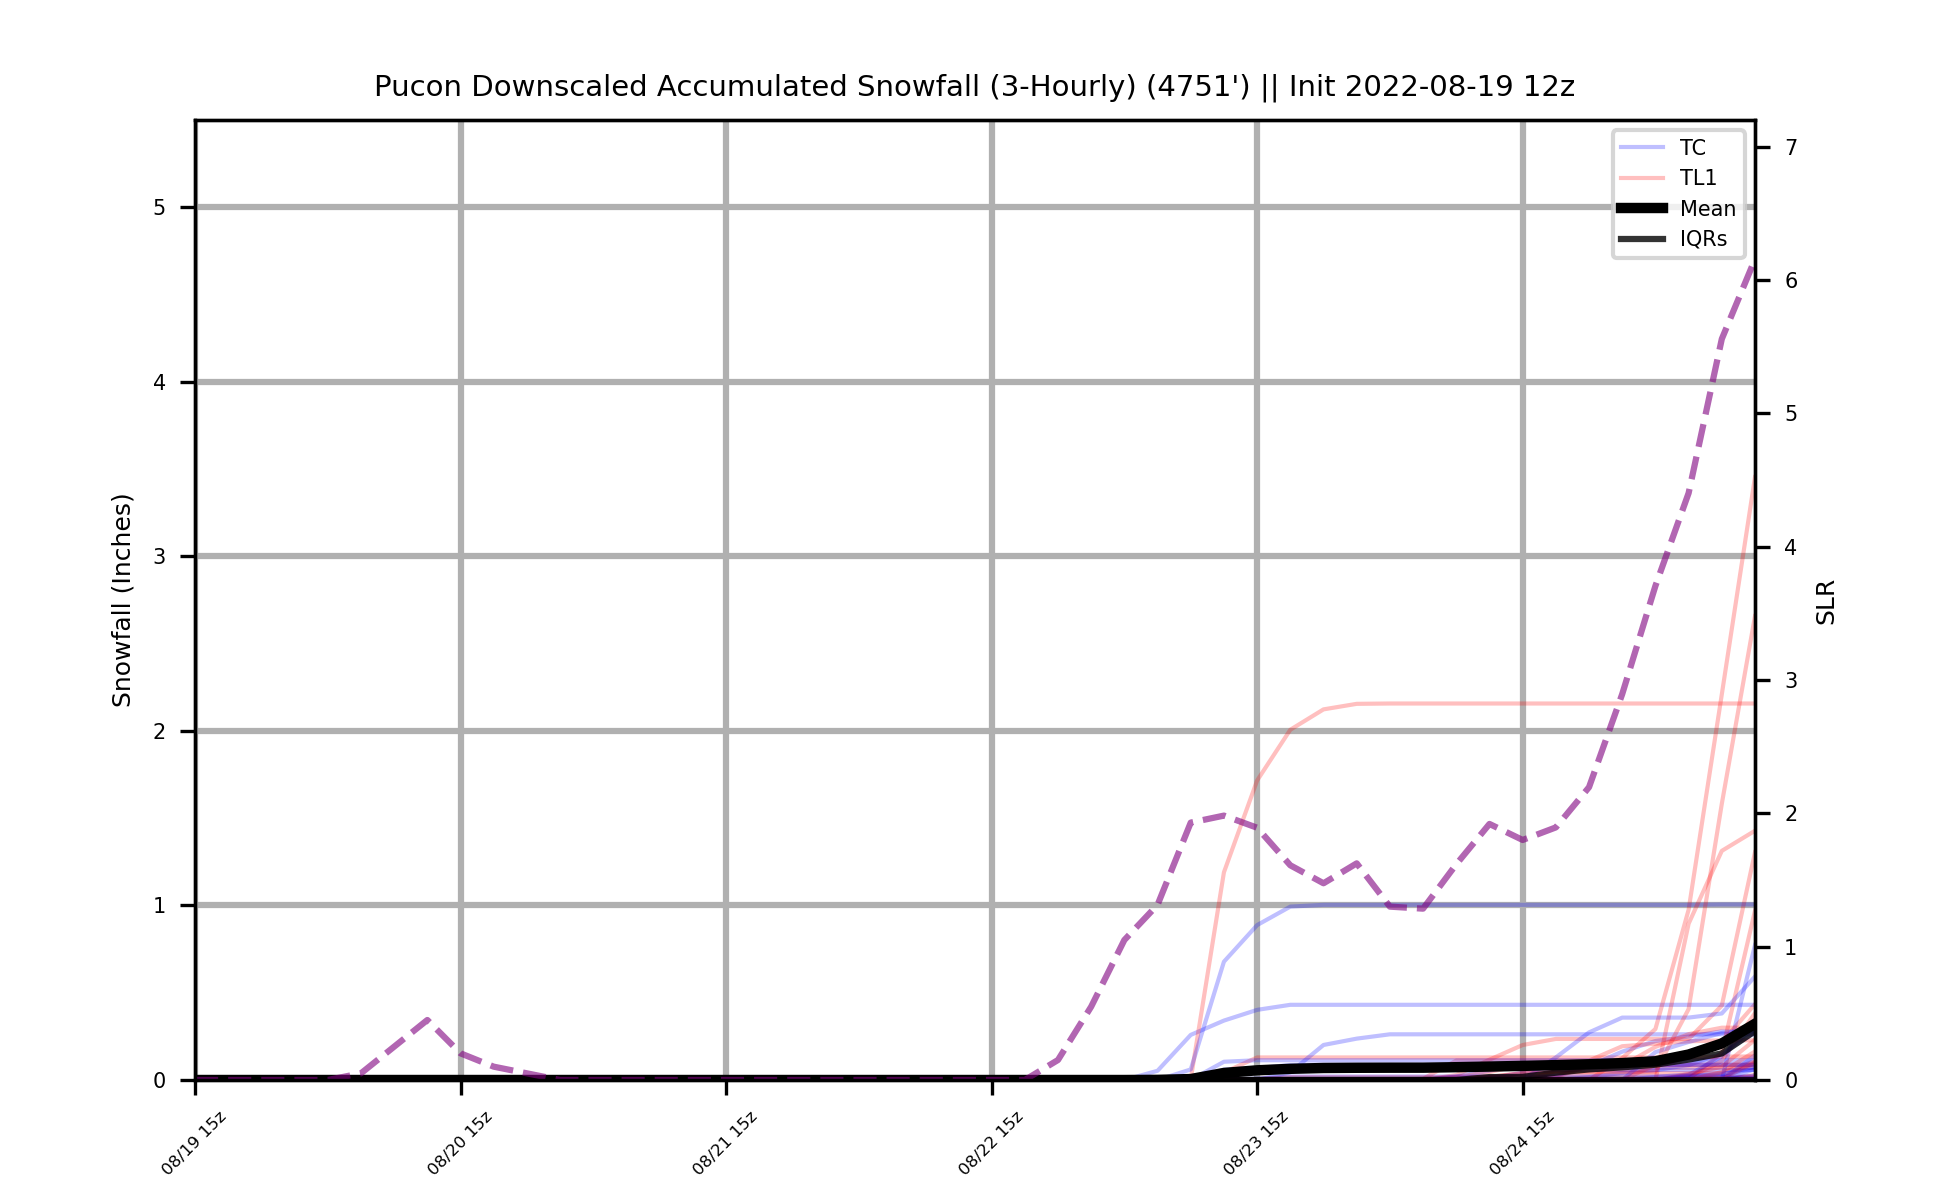 Pucon Downscaled Accumulated Snowfall (3-Hourly) (4751') || Init 2022-08-19 12z
TC
TL1
Mean
IQRs
Snowfall (Inches)
5
4
3
2
1
0
7
6
5
4
3
2
1
0
SLR
08/19 15z
08/20 15z
08/21 15z
08/22 15z
08/23 15z
08/24 15z